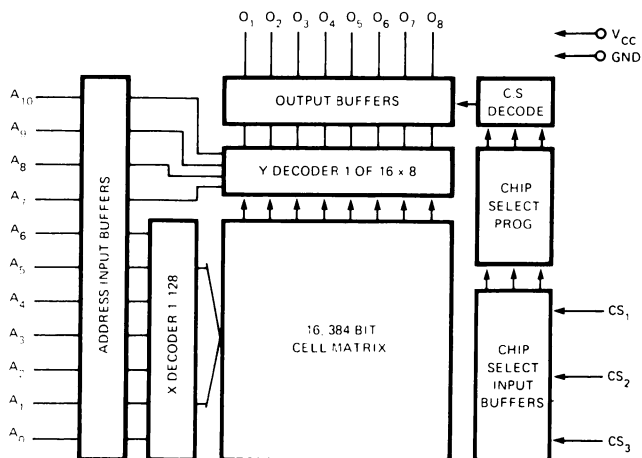 O1 O2 O3 O4 O5 O6 O7 O8
VCC
GND
OUTPUT BUFFERS
C.S
DECODE
A10
A9
A8
A7
A6
A5
A4
A3
A2
A1
A0
ADDRESS INPUT BUFFERS
Y DECODER 1 OF 16 x 8
CHIP
SELECT
PROG
X DECODER 1 128
16, 384 BIT
CELL MATRIX
CHIP
SELECT
INPUT
BUFFERS
CS1
CS2
CS3